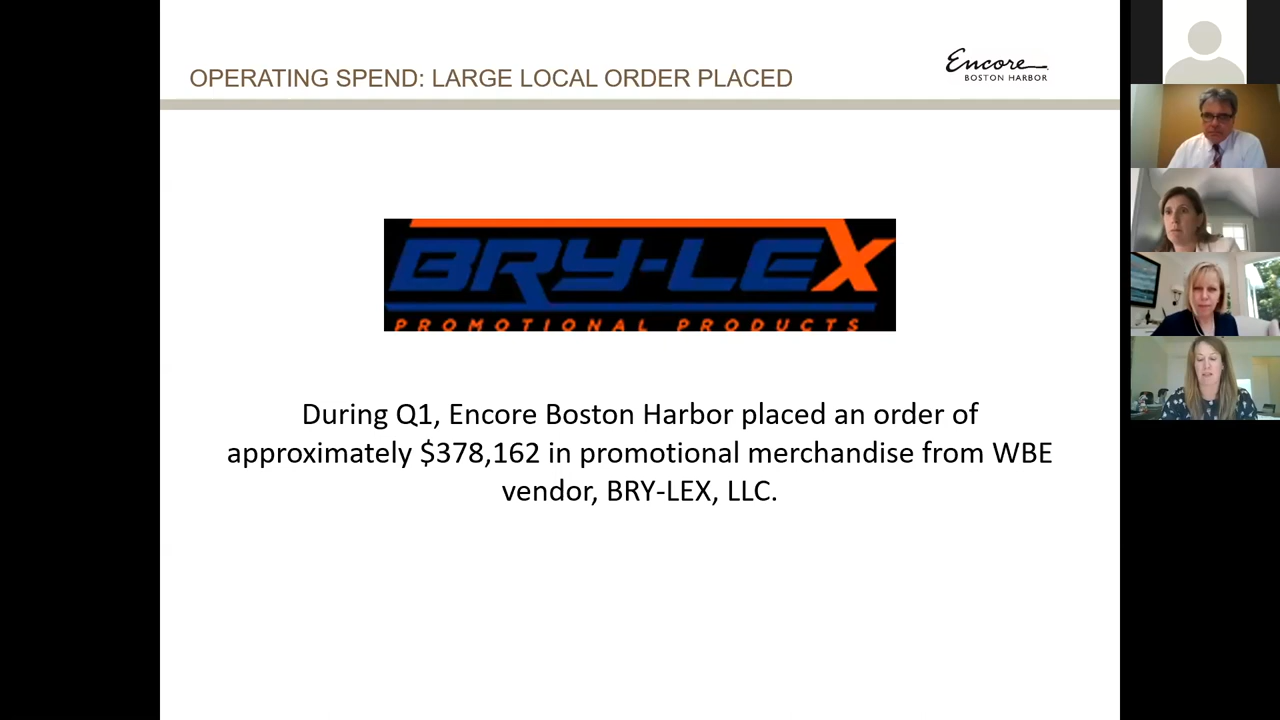 OPERATING SPEND: LARGE LOCAL ORDER PLACED
Encore
BOSTON HARBOR
BRY-LEX
PROMOTIONAL PRODUCTS
During Q1, Encore Boston Harbor placed an order of
approximately $378,162 in promotional merchandise from WBE
vendor, BRY-LEX, LLC.